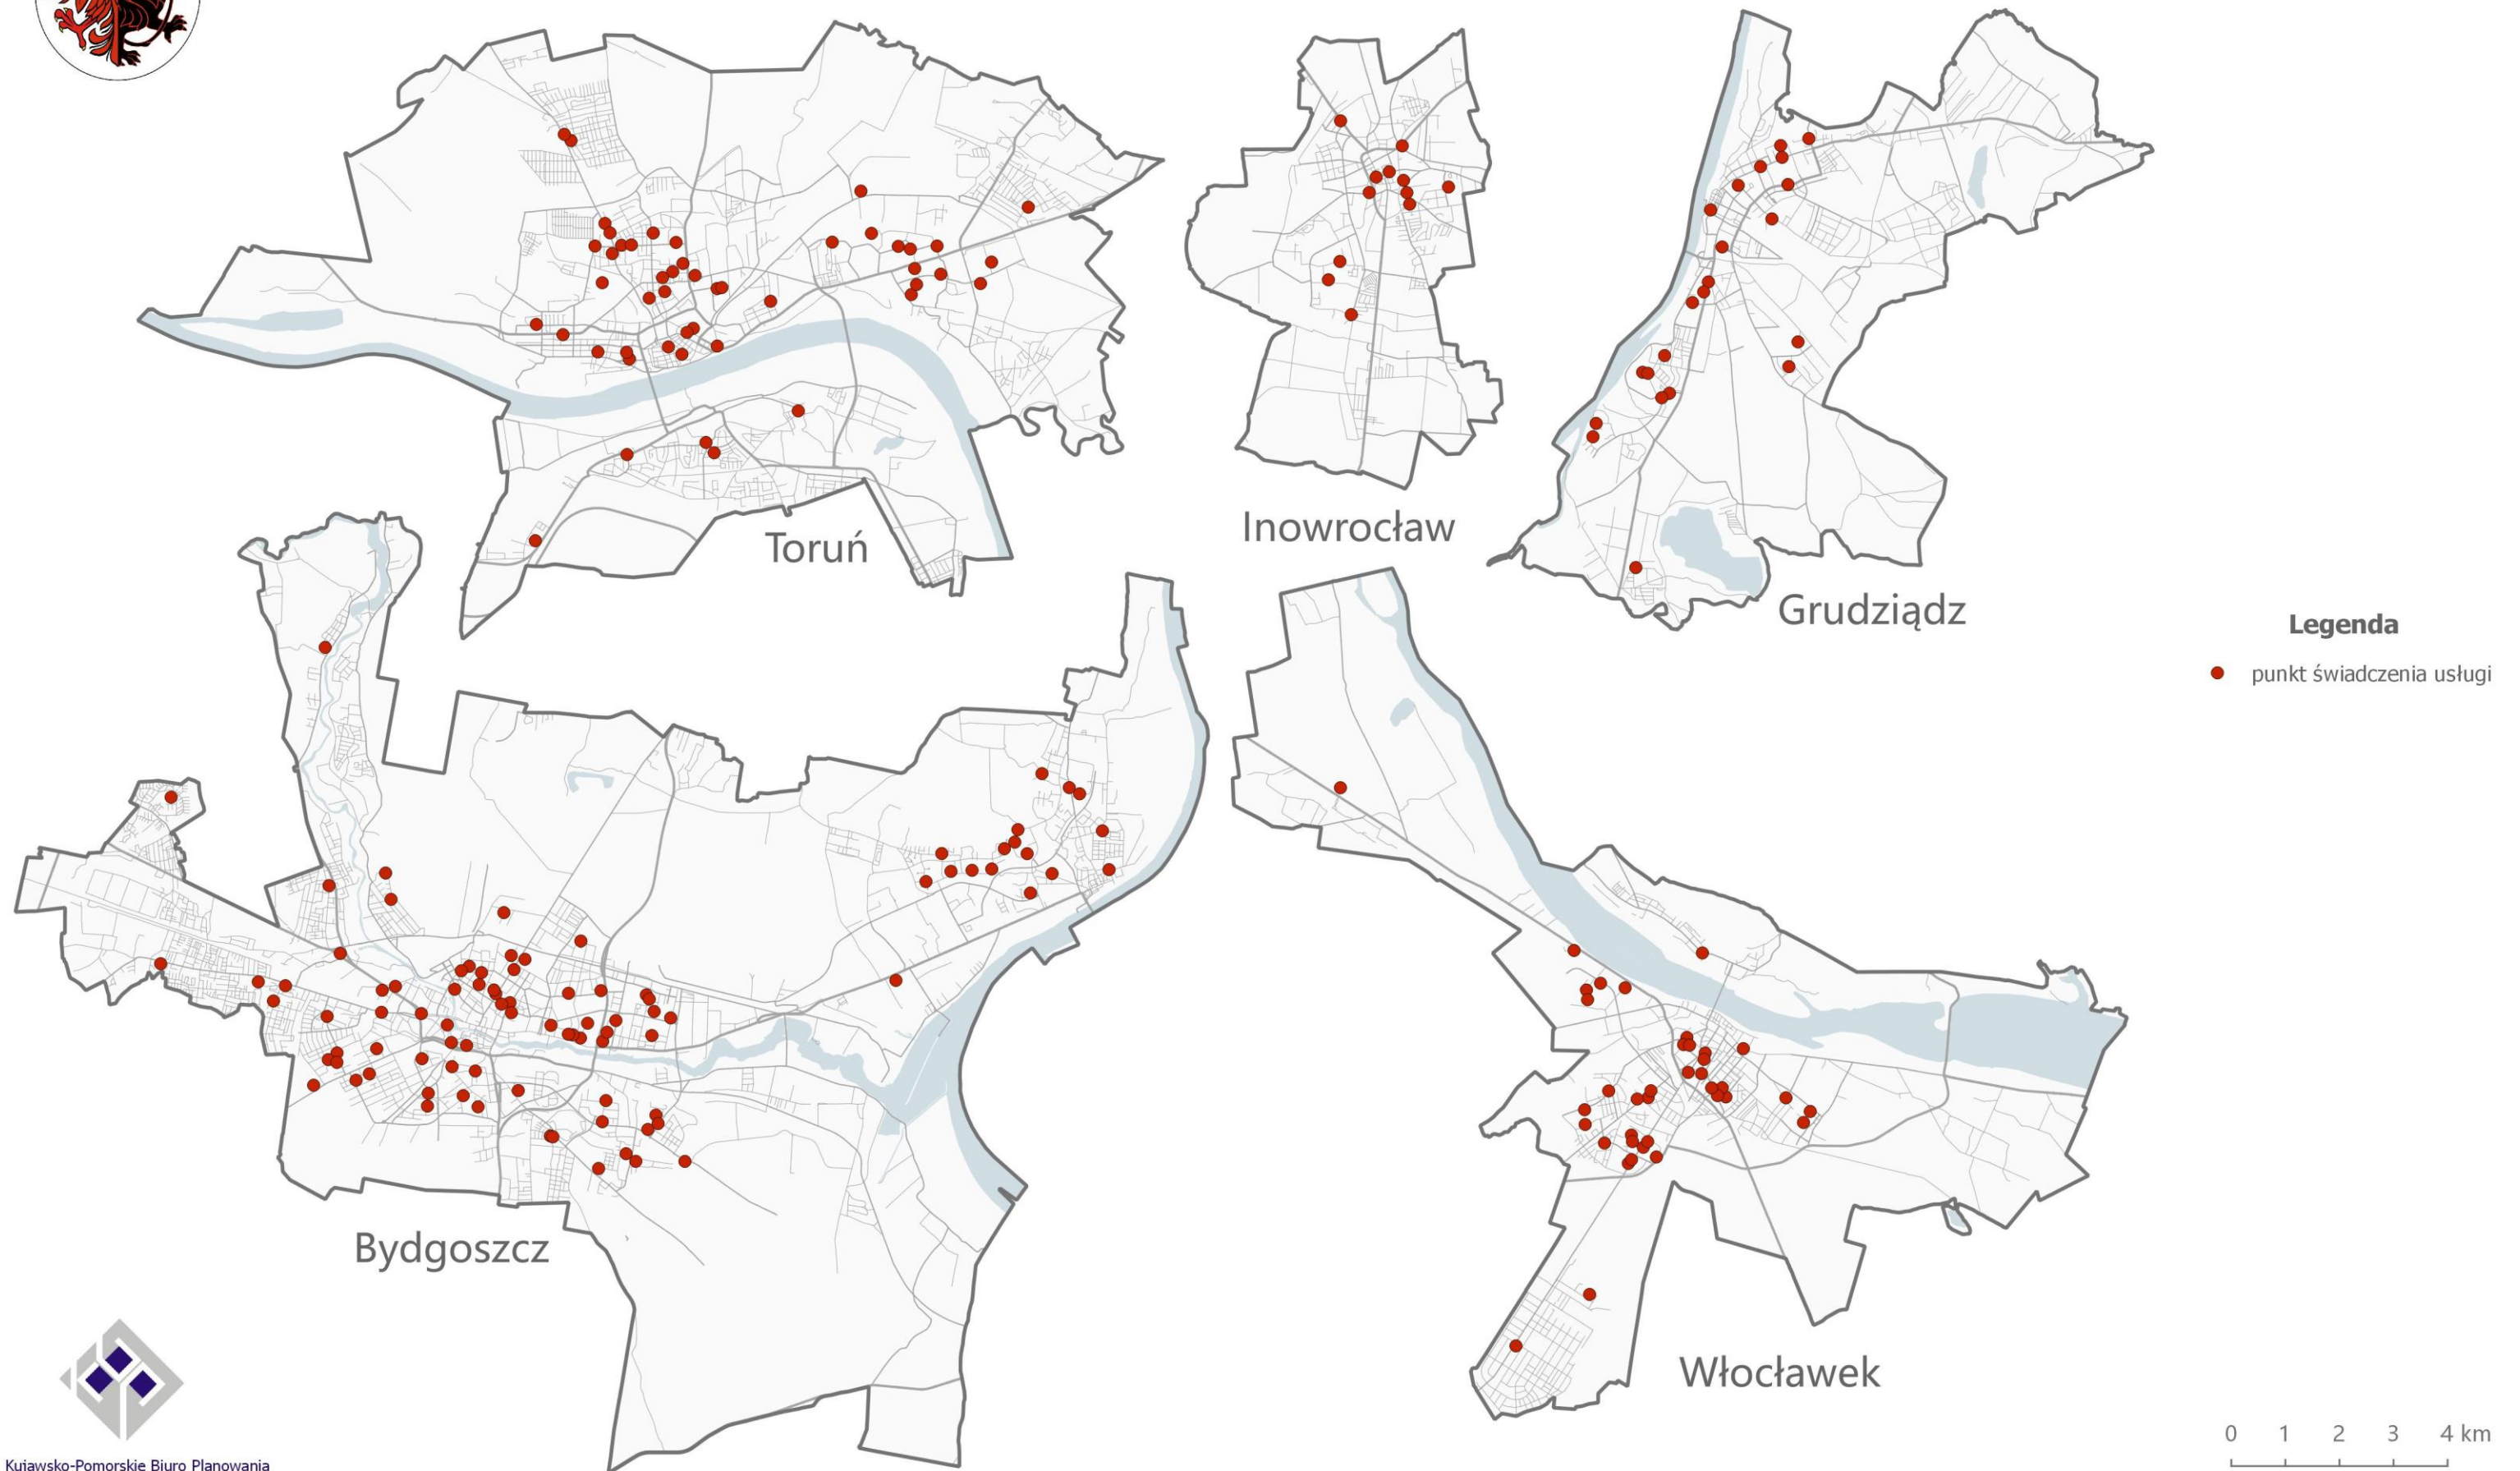 Toruń
Inowrocław
Grudziądz
Legenda
punkt świadczenia usługi
Bydgoszcz
Włocławek
0 1 2 3 4 km
Kujawsko-Pomorskie Biuro Planowania